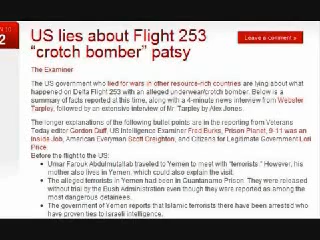 US lies about Flight 253
“crotch bomber” patsy
2
Leave a comment »
The Examiner
The US government who lied for wars in other resource-rich countries are lying about what
happened on Delta Flight 253 with an alleged underwear/crotch bomber. Below is a
summary of facts reported at this time, along with a 4-minute news interview from Webster
Tarpley, followed by an extensive interview of Mr. Tarpley by Alex Jones.
The longer explanations of the following bullet points are in the reporting from Veterans
Today editor Gordon Duff, US Intelligence Examiner Fred Burks, Prison Planet, 9-11 was an
Inside Job, American Everyman Scott Creighton, and Citizens for Legitimate Government Lori
Price.
Before the flight to the US:
• Umar Farouk Abdulmutallab traveled to Yemen to meet with “terrorists.” However, his
mother also lives in Yemen, which could also explain the visit.
• The alleged terrorists in Yemen had been in Guantanamo Prison. They were released
without trial by the Bush Administration even though they were reported as among the
most dangerous detainees.
• The government of Yemen reports that Islamic terrorists there have been arrested who
have proven ties to Israeli intelligence.